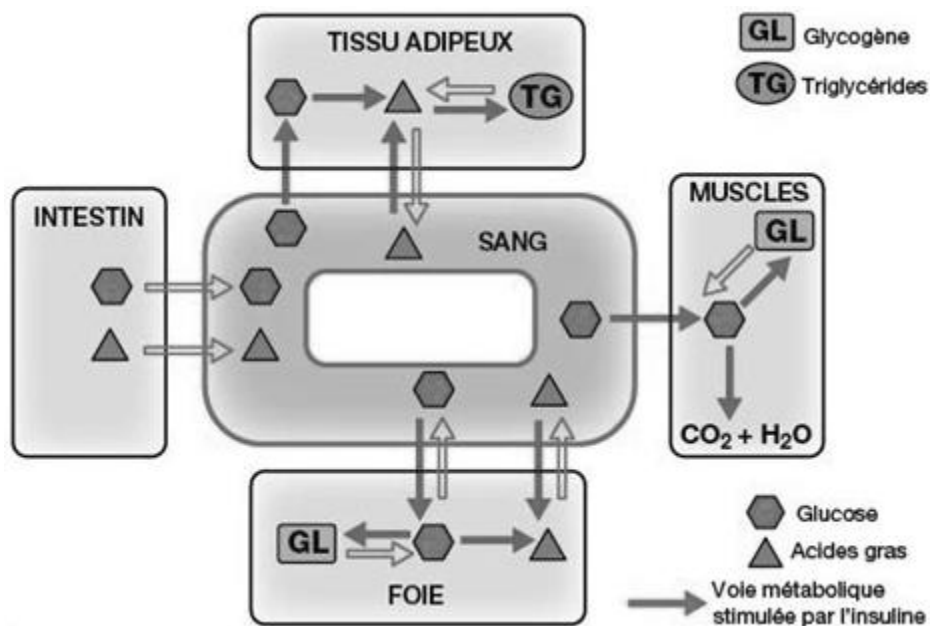 TISSU ADIPEUX
TG
GL Glycogène
TG Triglycérides
INTESTIN
SANG
MUSCLES
GL
CO₂ + H₂O
GL
FOIE
Glucose
Acides gras
Voie métabolique
stimulée par l'insuline